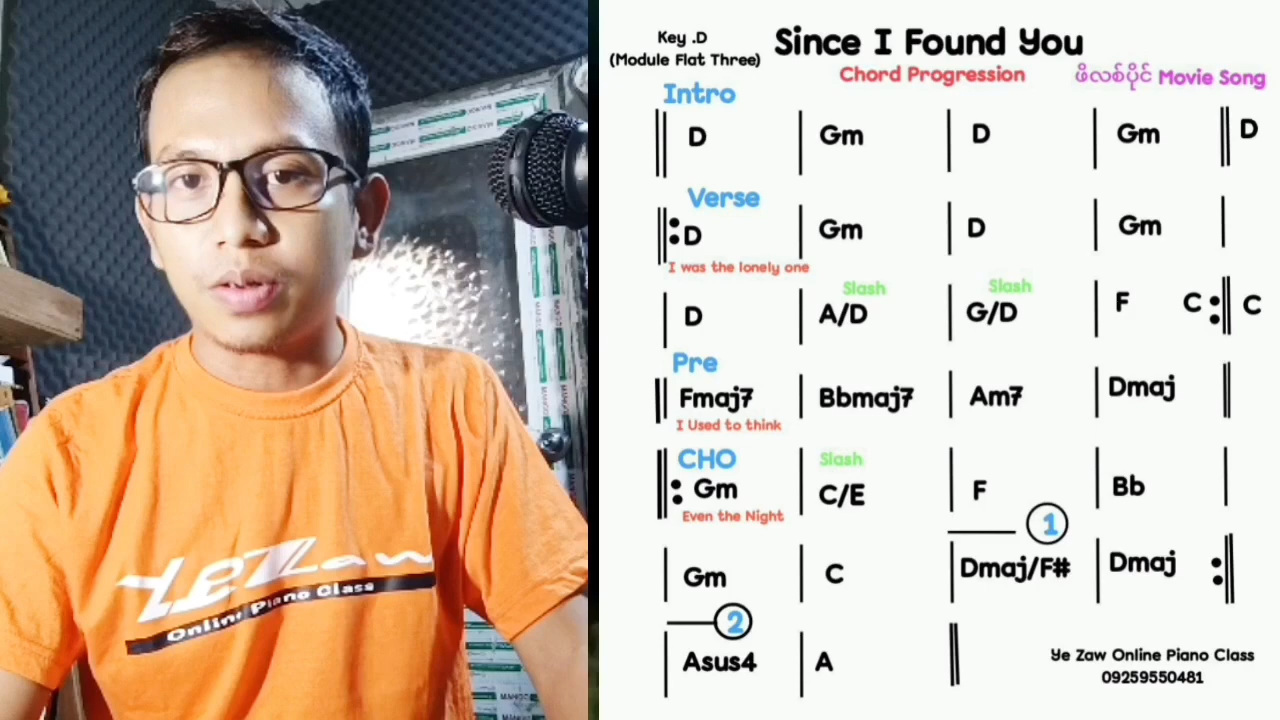 YE Zaw
Online Piano Class
Key .D
(Module Flat Three)
Since I Found You
Chord Progression
ဖိလစ်ပိုင် Movie Song
Intro
D Gm D Gm D
Verse
D Gm D Gm
I was the lonely one
Slash Slash
D A/D G/D F C C
Pre
Fmaj7 Bbmaj7 Am7 Dmaj
I Used to think
CHO Slash
Gm C/E F Bb
Even the Night
1
Gm C Dmaj/F# Dmaj
2
Asus4 A
Ye Zaw Online Piano Class
09259550481